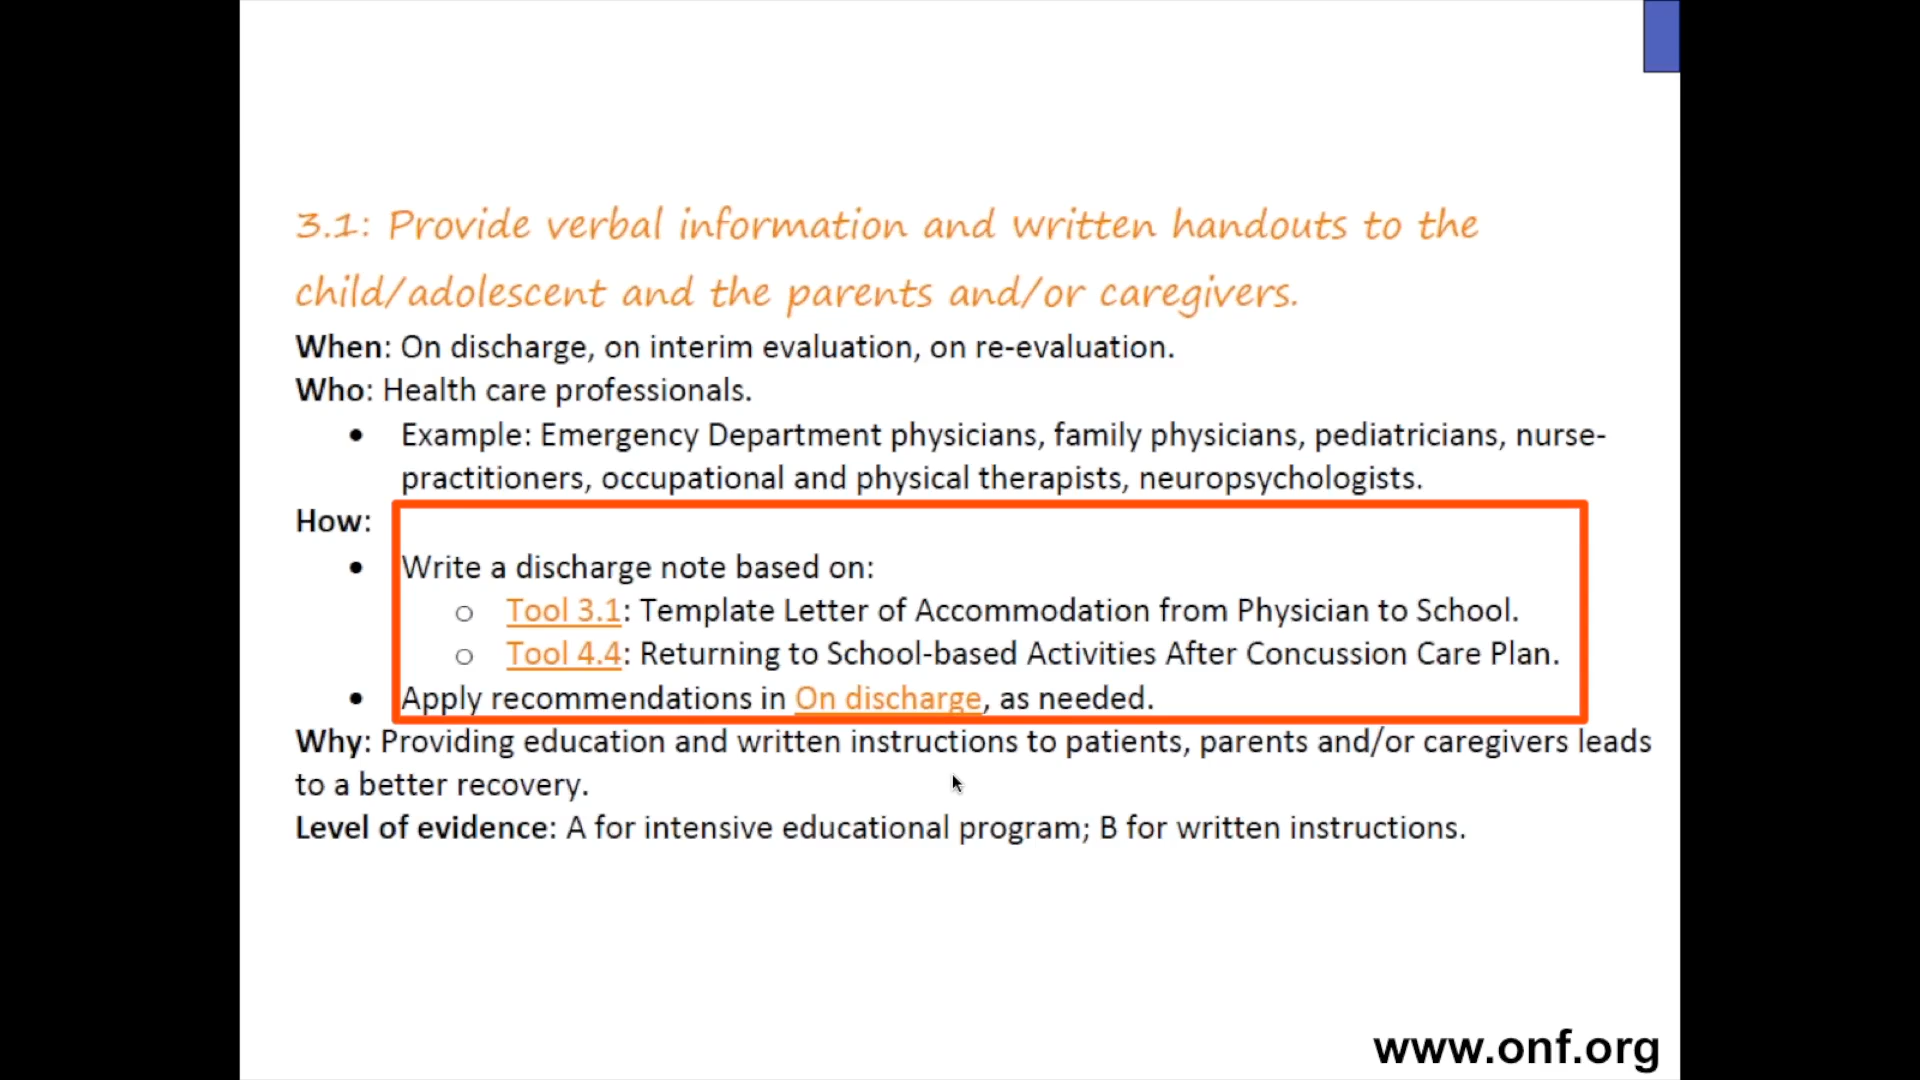 3.1: Provide verbal information and written handouts to the
child/adolescent and the parents and/or caregivers.
When: On discharge, on interim evaluation, on re-evaluation.
Who: Health care professionals.
• Example: Emergency Department physicians, family physicians, pediatricians, nurse-
practitioners, occupational and physical therapists, neuropsychologists.
How:
• Write a discharge note based on:
o Tool 3.1: Template Letter of Accommodation from Physician to School.
o Tool 4.4: Returning to School-based Activities After Concussion Care Plan.
• Apply recommendations in On discharge, as needed.
Why: Providing education and written instructions to patients, parents and/or caregivers leads
to a better recovery.
Level of evidence: A for intensive educational program; B for written instructions.
www.onf.org